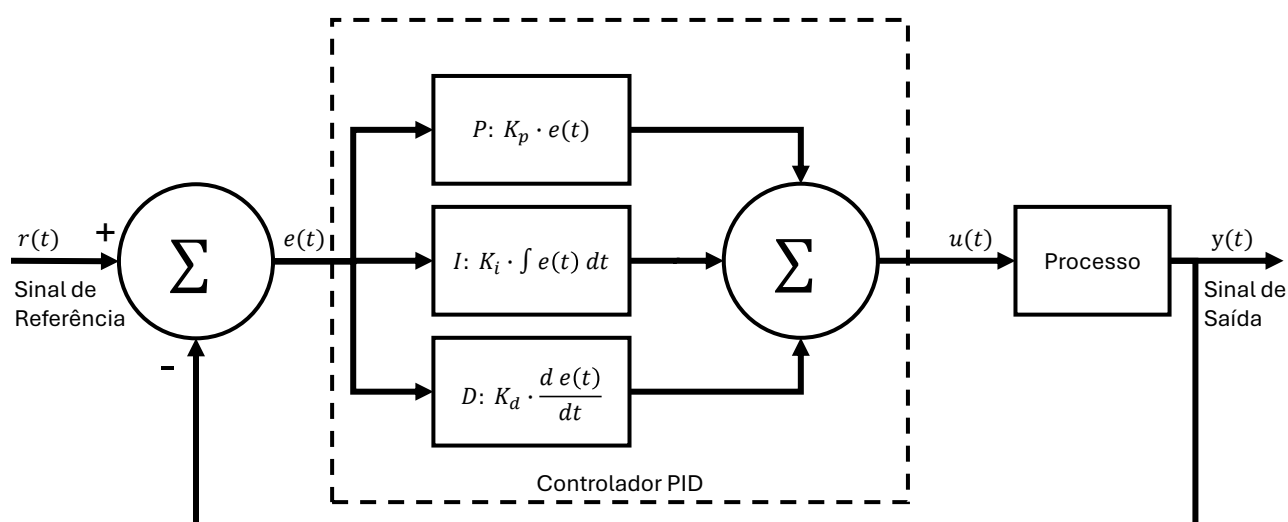 P: K_p · e(t)
r(t)
+
Σ
e(t)
I: K_i · ∫ e(t) dt
Σ
u(t)
Processo
y(t)
Sinal de
Referência
Sinal de
Saída
-
D: K_d · d e(t)/dt
Controlador PID